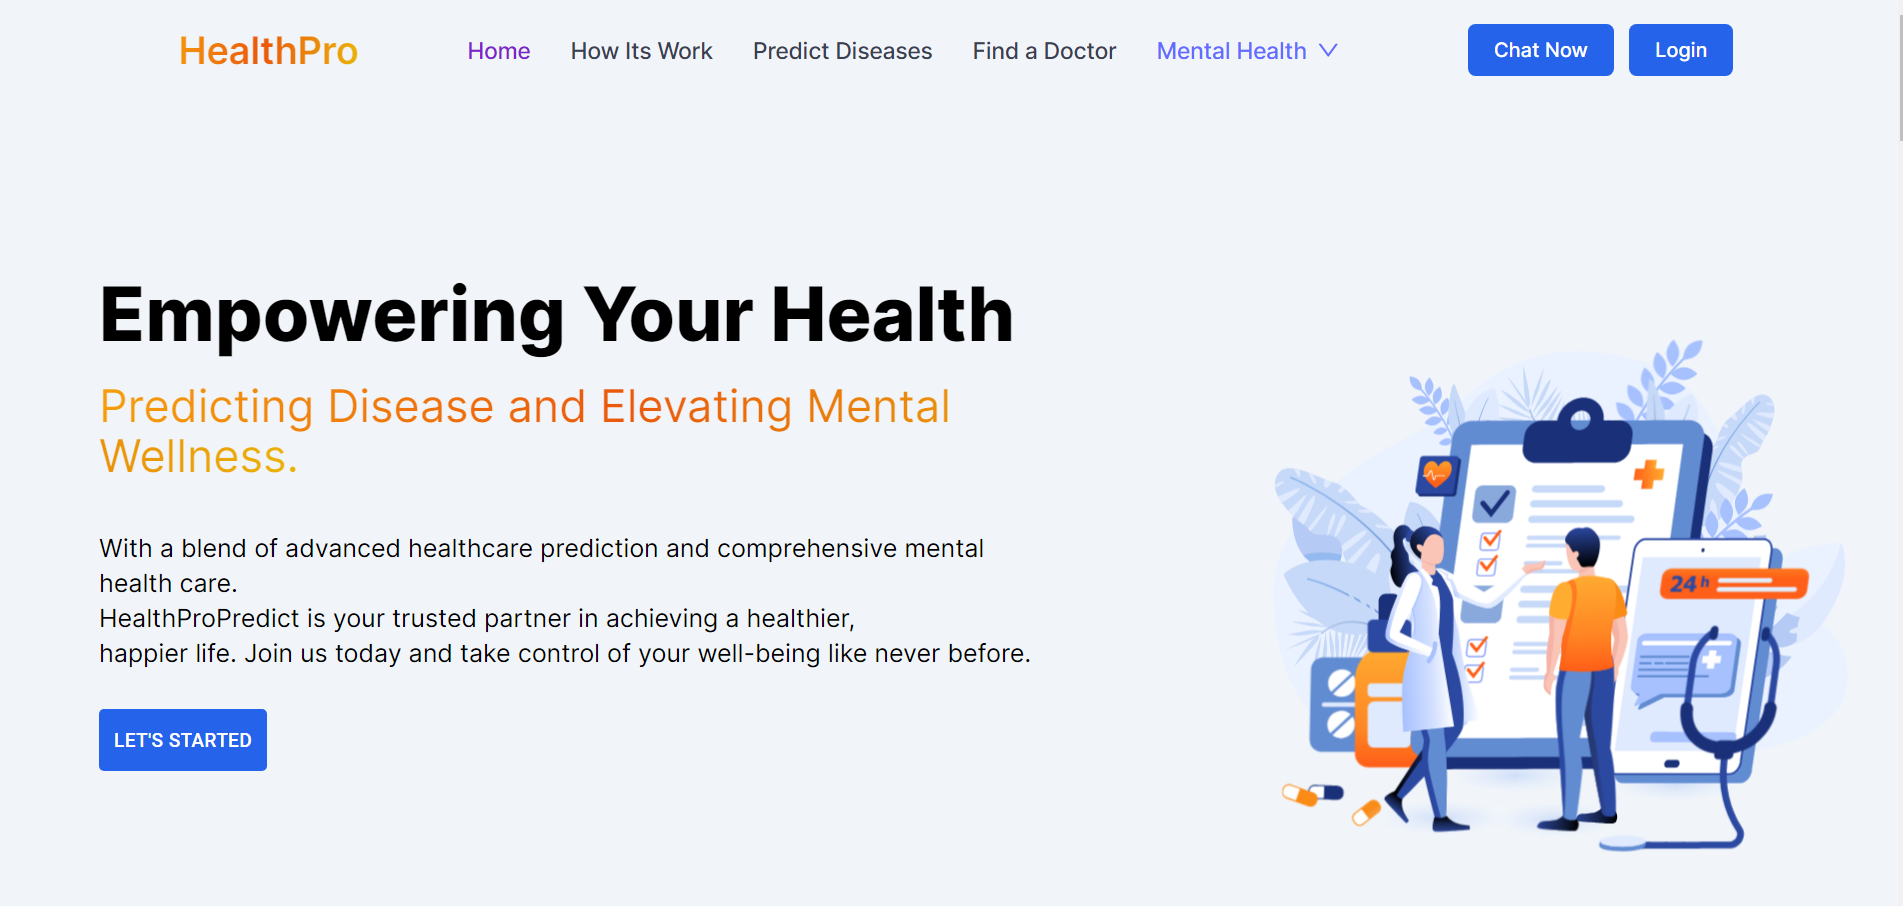 HealthPro
Home
How Its Work
Predict Diseases
Find a Doctor
Mental Health
Chat Now
Login
Empowering Your Health
Predicting Disease and Elevating Mental
Wellness.
With a blend of advanced healthcare prediction and comprehensive mental
health care.
HealthProPredict is your trusted partner in achieving a healthier,
happier life. Join us today and take control of your well-being like never before.
LET'S STARTED
24h